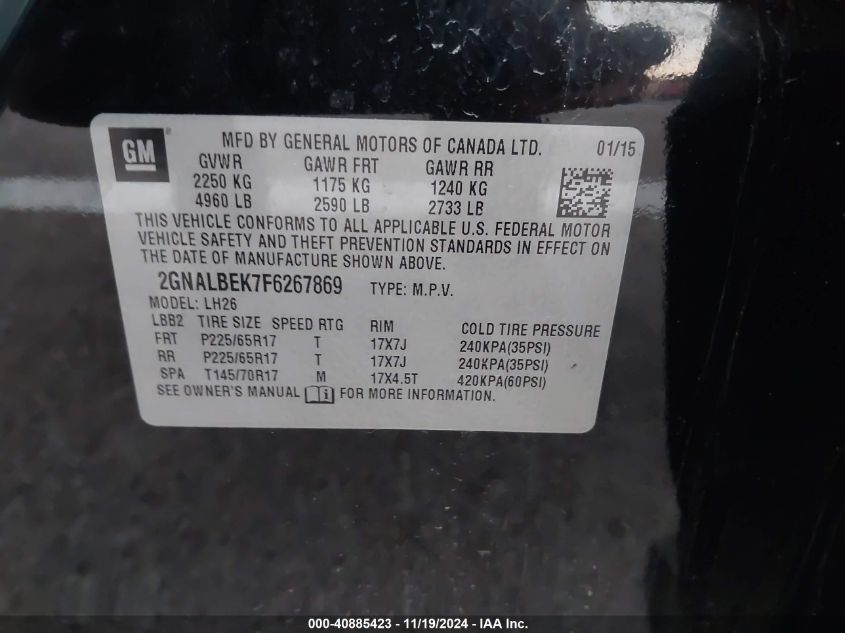 GM ® MFD BY GENERAL MOTORS OF CANADA LTD. 01/15
GVWR GAWR FRT GAWR RR
2250 KG 1175 KG 1240 KG
4960 LB 2590 LB 2733 LB
THIS VEHICLE CONFORMS TO ALL APPLICABLE U.S. FEDERAL MOTOR
VEHICLE SAFETY AND THEFT PREVENTION STANDARDS IN EFFECT ON
THE DATE OF MANUFACTURE SHOWN ABOVE.
2GNALBEK7F6267869 TYPE: M.P.V.
MODEL: LH26
LBB2 TIRE SIZE SPEED RTG RIM COLD TIRE PRESSURE
FRT P225/65R17 T 17X7J 240KPA(35PSI)
RR P225/65R17 T 17X7J 240KPA(35PSI)
SPA T145/70R17 M 17X4.5T 420KPA(60PSI)
SEE OWNER'S MANUAL FOR MORE INFORMATION.
000-40885423 - 11/19/2024 - IAA Inc.